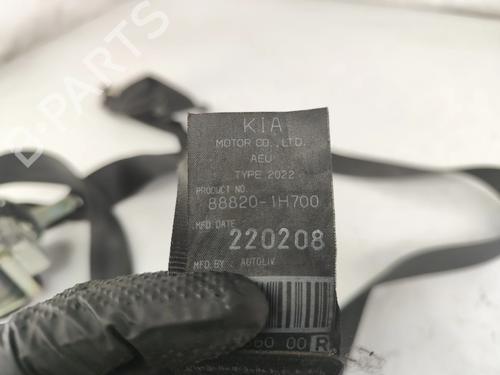 B-PARTS
KIA
MOTOR CO., LTD.
AEU
TYPE 2022
PRODUCT NO.
88820-1H700
MFD. DATE
220208
MFD. BY AUTOLIV
00 R